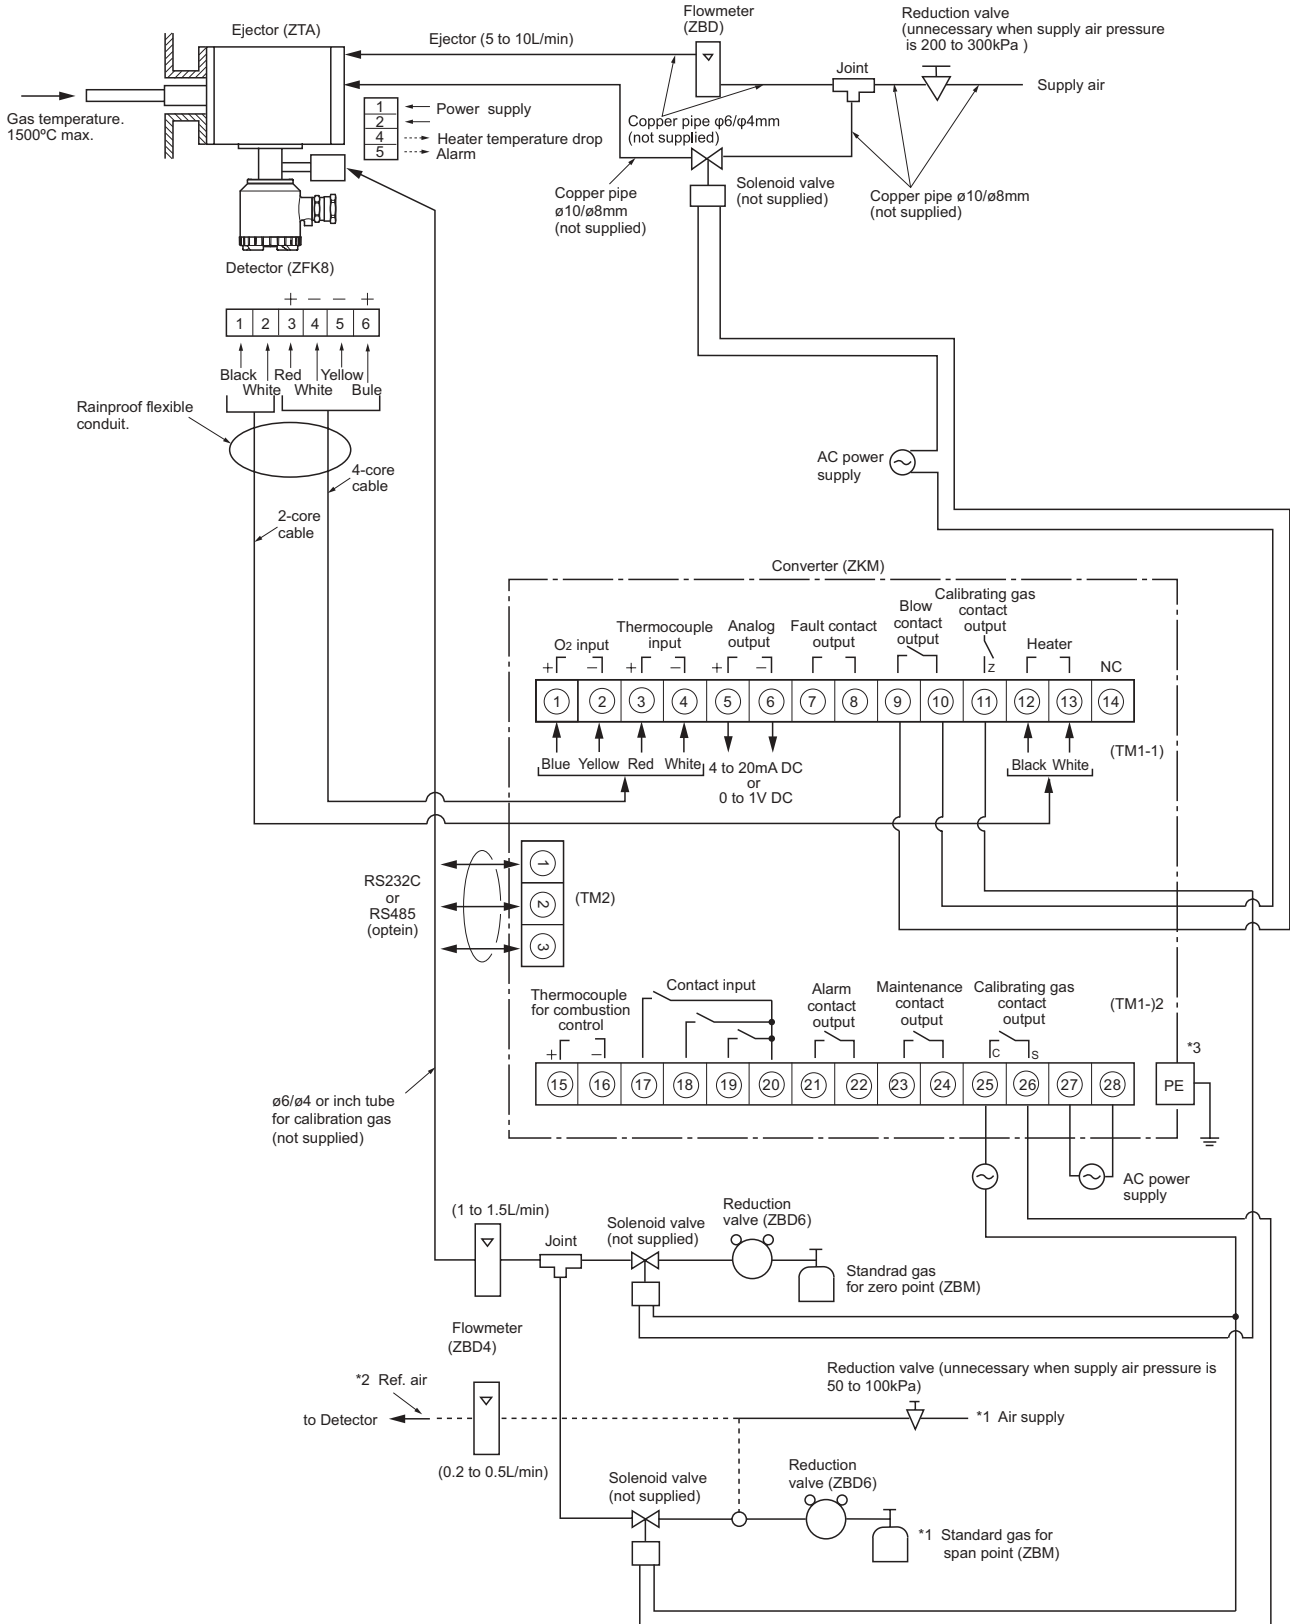 Ejector (ZTA)
Gas temperature.
1500ºC max.
Ejector (5 to 10L/min)
Flowmeter
(ZBD)
Reduction valve
(unnecessary when supply air pressure
is 200 to 300kPa )
Joint
Supply air
1
2
4
5
Power supply
Heater temperature drop
Alarm
Copper pipe φ6/φ4mm
(not supplied)
Copper pipe
ø10/ø8mm
(not supplied)
Solenoid valve
(not supplied)
Copper pipe ø10/ø8mm
(not supplied)
Detector (ZFK8)
+ − − +
1 2 3 4 5 6
Black
White
Red
White
Yellow
Bule
Rainproof flexible
conduit.
4-core
cable
2-core
cable
AC power
supply
Converter (ZKM)
O2 input
Thermocouple
input
Analog
output
Fault contact
output
Blow
contact
output
Calibrating gas
contact
output
Heater
NC
+ − + − + − Z
1 2 3 4 5 6 7 8 9 10 11 12 13 14
(TM1-1)
Blue Yellow Red White
4 to 20mA DC
or
0 to 1V DC
Black White
RS232C
or
RS485
(optein)
1
2
3
(TM2)
Thermocouple
for combustion
control
Contact input
Alarm
contact
output
Maintenance
contact
output
Calibrating gas
contact
output
(TM1-)2
+ − C S
15 16 17 18 19 20 21 22 23 24 25 26 27 28
*3
PE
ø6/ø4 or inch tube
for calibration gas
(not supplied)
AC power
supply
(1 to 1.5L/min)
Joint
Solenoid valve
(not supplied)
Reduction
valve (ZBD6)
Standrad gas
for zero point (ZBM)
Flowmeter
(ZBD4)
*2 Ref. air
to Detector
(0.2 to 0.5L/min)
Reduction valve (unnecessary when supply air pressure is
50 to 100kPa)
*1 Air supply
Solenoid valve
(not supplied)
Reduction
valve (ZBD6)
*1 Standard gas for
span point (ZBM)